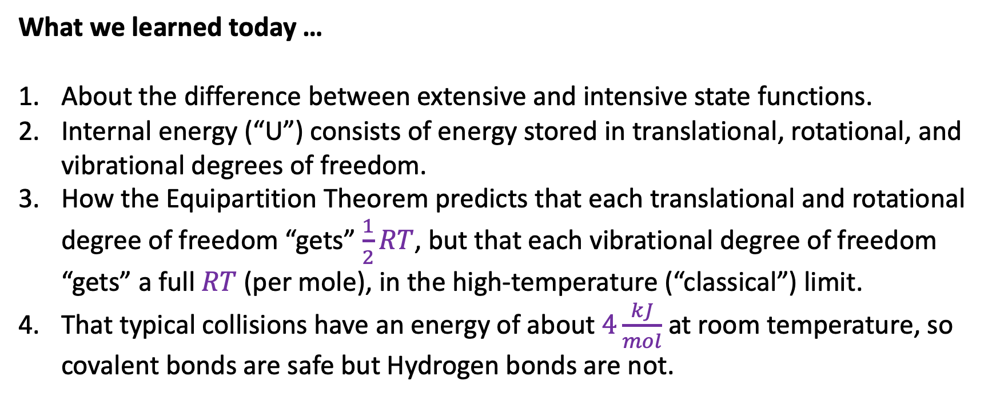 What we learned today ...
1. About the difference between extensive and intensive state functions.
2. Internal energy (“U”) consists of energy stored in translational, rotational, and
vibrational degrees of freedom.
3. How the Equipartition Theorem predicts that each translational and rotational
degree of freedom “gets” 1/2 RT, but that each vibrational degree of freedom
“gets” a full RT (per mole), in the high-temperature (“classical”) limit.
4. That typical collisions have an energy of about 4 kJ/mol at room temperature, so
covalent bonds are safe but Hydrogen bonds are not.